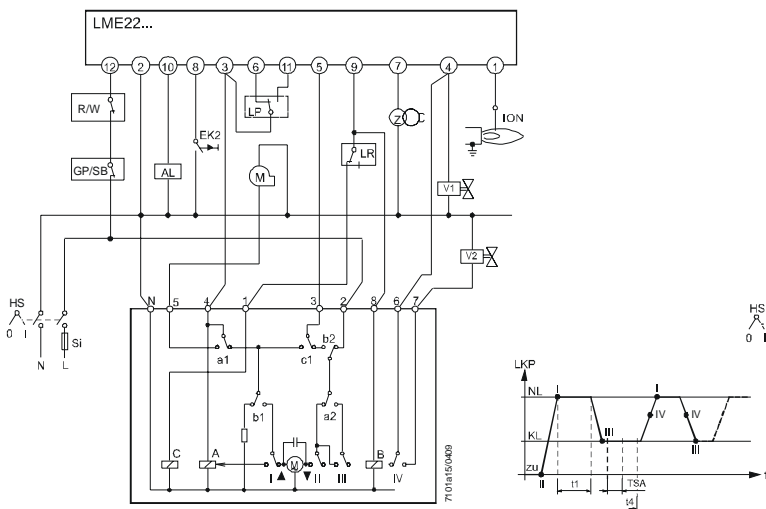 LME22...
12 2 10 8 3 6 11 5 9 7 4 1
R/W
LP
ION
EK2
Z C
GP/SB
AL
M
LR
V1
V2
HS
0 I
Si
N L
N 5 4 1 3 2 8 6 7
a1 c1 b2
b1 a2
C A M B
I II III IV
7101a15/0409
LKP
NL
KL
zu
I I
IV IV
III III
II
t1
TSA
t4
t
HS
0 I